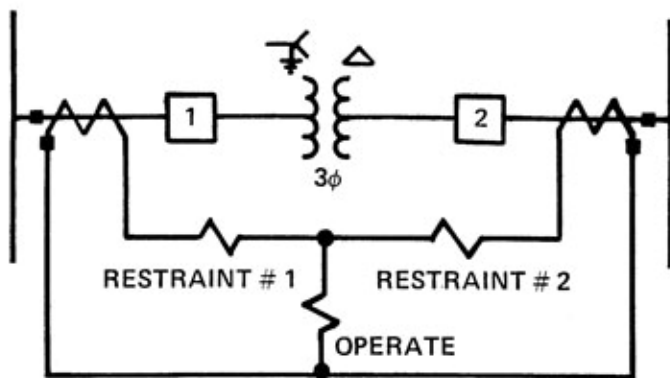 1
2
3ϕ
RESTRAINT # 1
RESTRAINT # 2
OPERATE